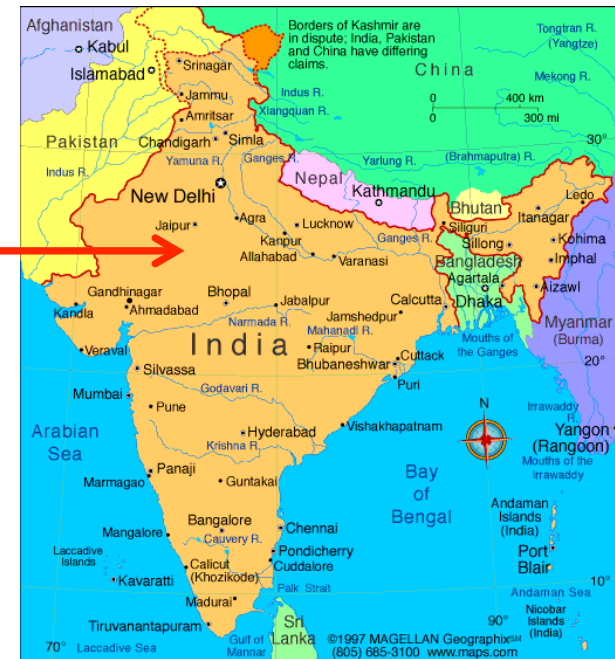 Afghanistan
Kabul
Islamabad
Srinagar
Borders of Kashmir are
in dispute; India, Pakistan
and China have differing
claims.
Tongtran R.
(Yangtze)
China
Mekong R.
Jammu
Indus R.
Xiangquan R.
0 400 km
0 300 mi
Amritsar
Pakistan
Chandigarh
Simla
30°
Indus R.
Yamuna R.
Ganges R.
Yarlung R.
(Brahmaputra) R.
New Delhi
Nepal
Kathmandu
Bhutan
Ledo
Itanagar
Jaipur
Agra
Lucknow
Siliguri
Kanpur
Ganges R.
Sillong
Kohima
Allahabad
Varanasi
Bangladesh
Imphal
Agartala
Gandhinagar
Bhopal
Jabalpur
Calcutta
Dhaka
Aizawl
Kandla
Ahmadabad
Jamshedpur
Narmada R.
Mahanadi R.
Myanmar
(Burma)
India
Raipur
Mouths of
the Ganges
Veraval
Bhubaneshwar
Cuttack
20°
Silvassa
Puri
Mumbai
Godavari R.
N
Irrawaddy
R.
Pune
Arabian
Sea
Hyderabad
Vishakhapatnam
Yangon
(Rangoon)
Krishna R.
Mouths of the
Irrawaddy
Panaji
Marmagao
Guntakai
Bay
of
Bengal
Andaman
Islands
(India)
Bangalore
Mangalore
Chennai
Cauvery R.
Port
Blair
Laccadive
Islands
Pondicherry
Calicut
(Khozikode)
Cuddalore
Kavaratti
Palk Strait
10°
Madurai
Andaman Sea
Sri
Lanka
90°
Nicobar
Islands
(India)
Tiruvanantapuram
70°
Laccadive Sea
Gulf of
Mannar
©1997 MAGELLAN Geographix℠
(805) 685-3100 www.maps.com